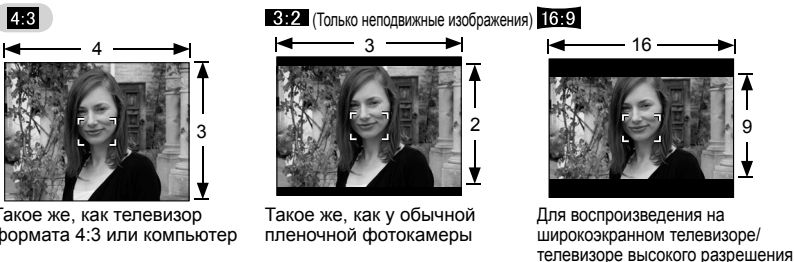 4:3
4
3
Такое же, как телевизор
формата 4:3 или компьютер
3:2 (Только неподвижные изображения)
3
2
Такое же, как у обычной
пленочной фотокамеры
16:9
16
9
Для воспроизведения на
широкоэкранном телевизоре/
телевизоре высокого разрешения